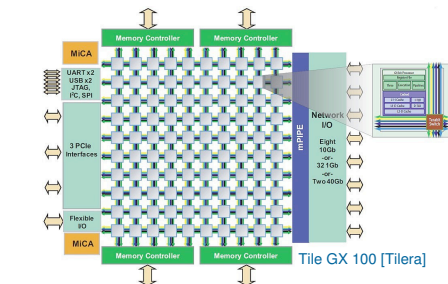 Memory Controller
Memory Controller
MiCA
UART x2
USB x2
JTAG,
I²C, SPI
3 PCIe
Interfaces
Flexible
I/O
MiCA
mPIPE
Network
I/O
Eight
10Gb
-or-
32 1Gb
-or-
Two 40Gb
Memory Controller
Memory Controller
Tile GX 100 [Tilera]